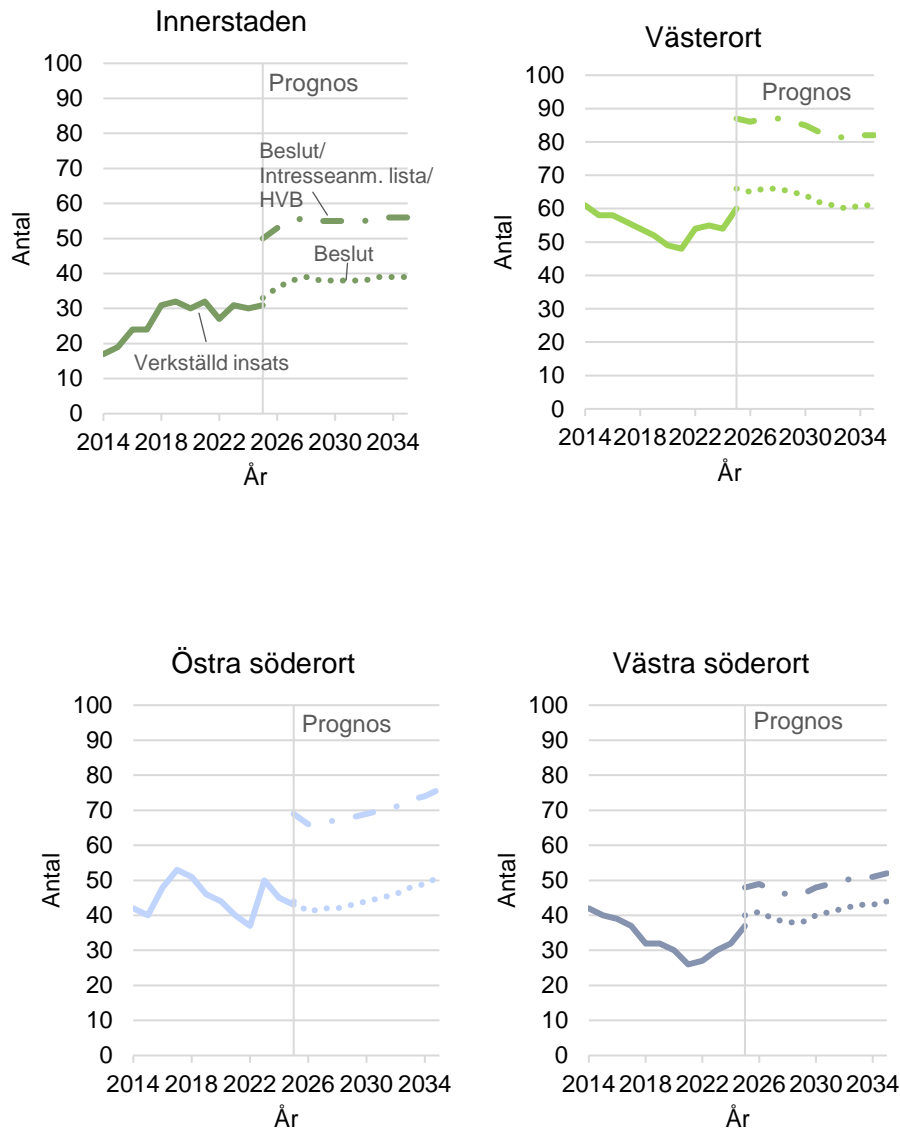 Innerstaden
100
90
80
70
60
50
40
30
20
10
0
Antal
Prognos
Beslut/
Intresseanm. lista/
HVB
Beslut
Verkställd insats
2014 2018 2022 2026 2030 2034
År
Västerort
100
90
80
70
60
50
40
30
20
10
0
Antal
Prognos
2014 2018 2022 2026 2030 2034
År
Östra söderort
100
90
80
70
60
50
40
30
20
10
0
Antal
Prognos
2014 2018 2022 2026 2030 2034
År
Västra söderort
100
90
80
70
60
50
40
30
20
10
0
Antal
Prognos
2014 2018 2022 2026 2030 2034
År